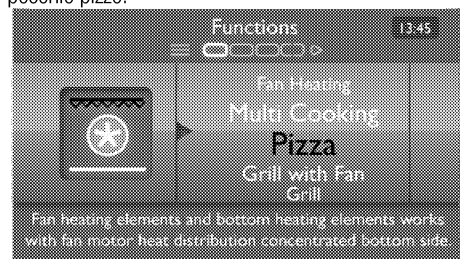 Functions
13:45
Fan Heating
Multi Cooking
Pizza
Grill with Fan
Grill
Fan heating elements and bottom heating elements works
with fan motor heat distribution concentrated bottom side.